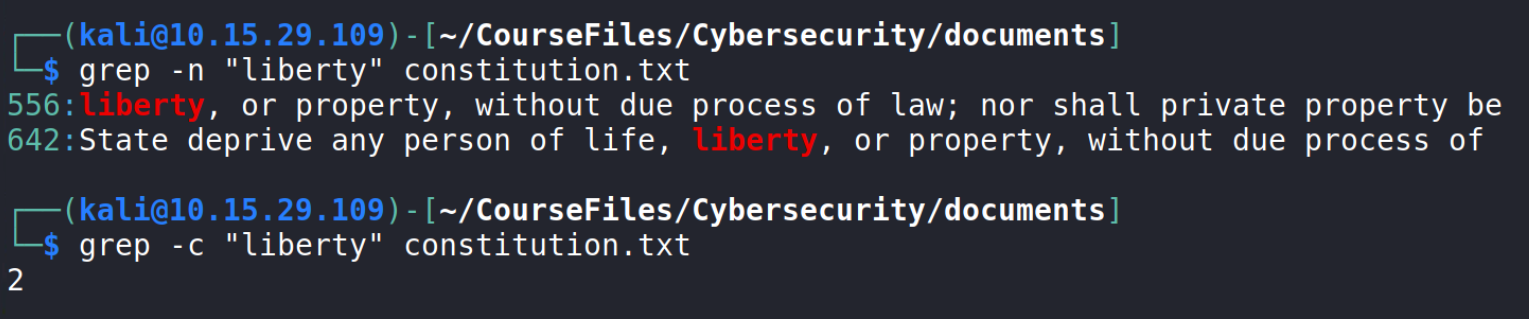 ┌──(kali@10.15.29.109)-[~/CourseFiles/Cybersecurity/documents]
└─$ grep -n "liberty" constitution.txt
556:liberty, or property, without due process of law; nor shall private property be
642:State deprive any person of life, liberty, or property, without due process of
┌──(kali@10.15.29.109)-[~/CourseFiles/Cybersecurity/documents]
└─$ grep -c "liberty" constitution.txt
2